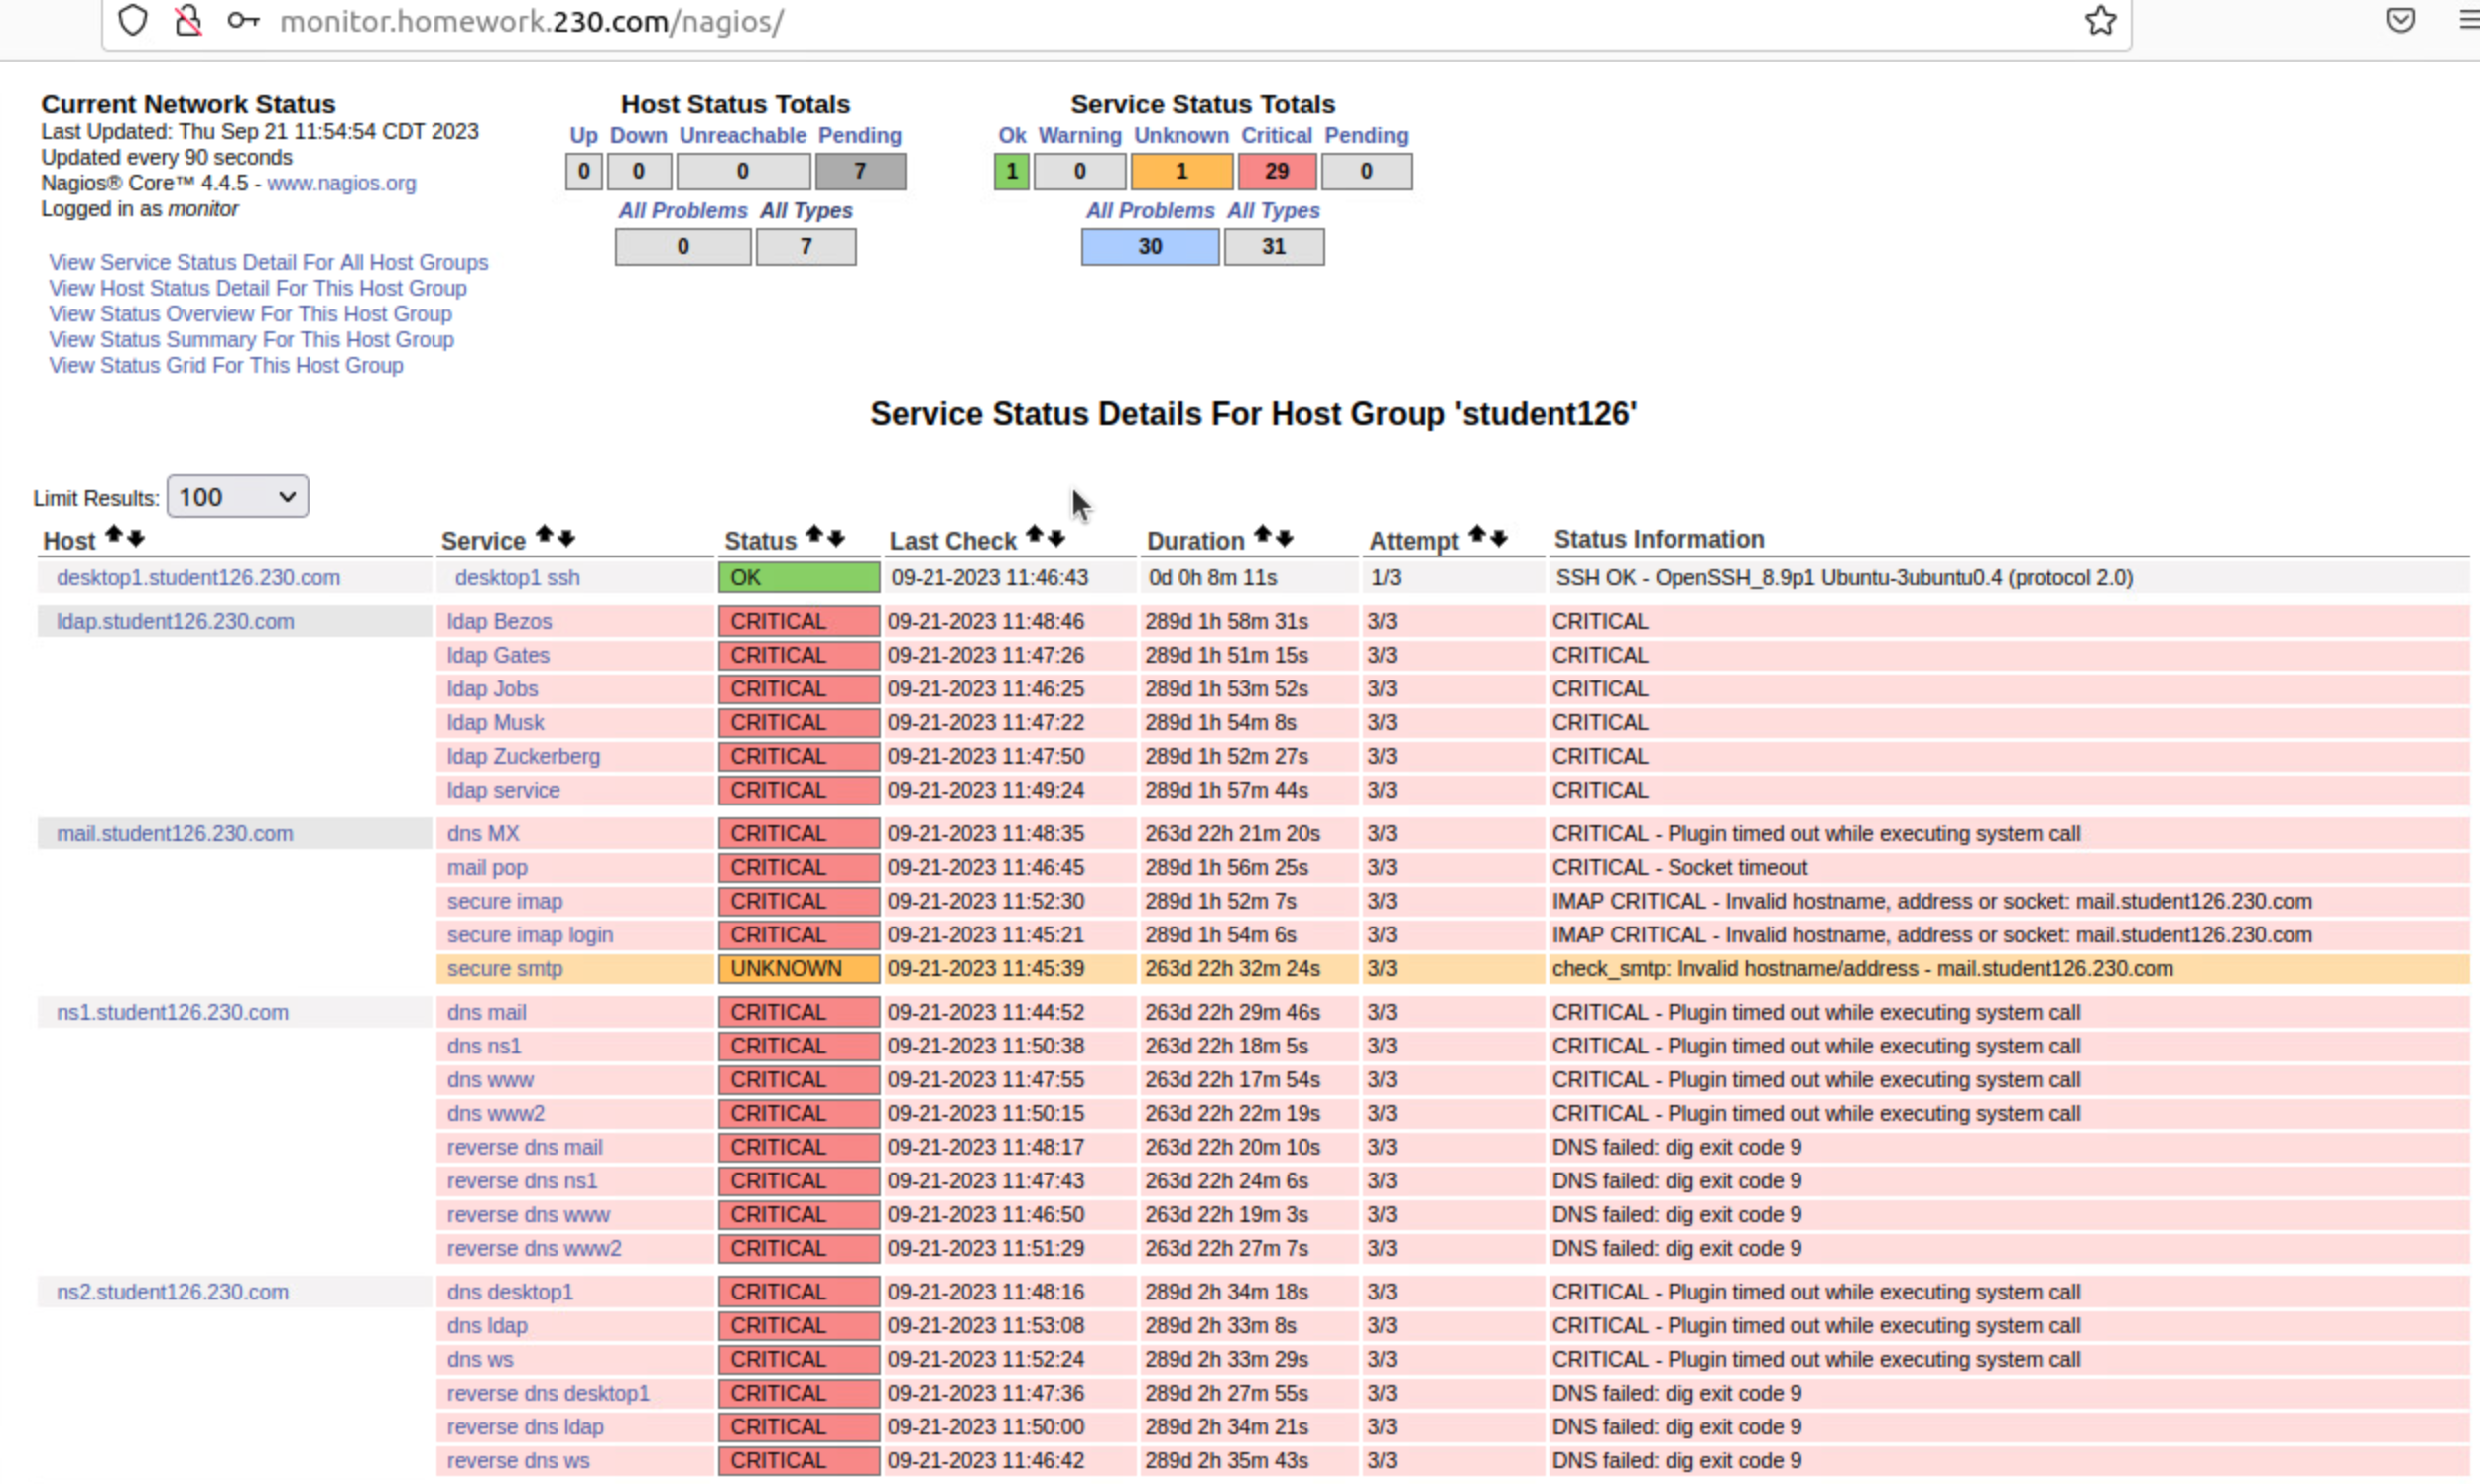 monitor.homework.230.com/nagios/
Current Network Status
Last Updated: Thu Sep 21 11:54:54 CDT 2023
Updated every 90 seconds
Nagios® Core™ 4.4.5 - www.nagios.org
Logged in as monitor
View Service Status Detail For All Host Groups
View Host Status Detail For This Host Group
View Status Overview For This Host Group
View Status Summary For This Host Group
View Status Grid For This Host Group
Host Status Totals
Up Down Unreachable Pending
0 0 0 7
All Problems All Types
0 7
Service Status Totals
Ok Warning Unknown Critical Pending
1 0 1 29 0
All Problems All Types
30 31
Service Status Details For Host Group 'student126'
Limit Results: 100
Host Service Status Last Check Duration Attempt Status Information
desktop1.student126.230.com desktop1 ssh OK 09-21-2023 11:46:43 0d 0h 8m 11s 1/3 SSH OK - OpenSSH_8.9p1 Ubuntu-3ubuntu0.4 (protocol 2.0)
ldap.student126.230.com ldap Bezos CRITICAL 09-21-2023 11:48:46 289d 1h 58m 31s 3/3 CRITICAL
ldap Gates CRITICAL 09-21-2023 11:47:26 289d 1h 51m 15s 3/3 CRITICAL
ldap Jobs CRITICAL 09-21-2023 11:46:25 289d 1h 53m 52s 3/3 CRITICAL
ldap Musk CRITICAL 09-21-2023 11:47:22 289d 1h 54m 8s 3/3 CRITICAL
ldap Zuckerberg CRITICAL 09-21-2023 11:47:50 289d 1h 52m 27s 3/3 CRITICAL
ldap service CRITICAL 09-21-2023 11:49:24 289d 1h 57m 44s 3/3 CRITICAL
mail.student126.230.com dns MX CRITICAL 09-21-2023 11:48:35 263d 22h 21m 20s 3/3 CRITICAL - Plugin timed out while executing system call
mail pop CRITICAL 09-21-2023 11:46:45 289d 1h 56m 25s 3/3 CRITICAL - Socket timeout
secure imap CRITICAL 09-21-2023 11:52:30 289d 1h 52m 7s 3/3 IMAP CRITICAL - Invalid hostname, address or socket: mail.student126.230.com
secure imap login CRITICAL 09-21-2023 11:45:21 289d 1h 54m 6s 3/3 IMAP CRITICAL - Invalid hostname, address or socket: mail.student126.230.com
secure smtp UNKNOWN 09-21-2023 11:45:39 263d 22h 32m 24s 3/3 check_smtp: Invalid hostname/address - mail.student126.230.com
ns1.student126.230.com dns mail CRITICAL 09-21-2023 11:44:52 263d 22h 29m 46s 3/3 CRITICAL - Plugin timed out while executing system call
dns ns1 CRITICAL 09-21-2023 11:50:38 263d 22h 18m 5s 3/3 CRITICAL - Plugin timed out while executing system call
dns www CRITICAL 09-21-2023 11:47:55 263d 22h 17m 54s 3/3 CRITICAL - Plugin timed out while executing system call
dns www2 CRITICAL 09-21-2023 11:50:15 263d 22h 22m 19s 3/3 CRITICAL - Plugin timed out while executing system call
reverse dns mail CRITICAL 09-21-2023 11:48:17 263d 22h 20m 10s 3/3 DNS failed: dig exit code 9
reverse dns ns1 CRITICAL 09-21-2023 11:47:43 263d 22h 24m 6s 3/3 DNS failed: dig exit code 9
reverse dns www CRITICAL 09-21-2023 11:46:50 263d 22h 19m 3s 3/3 DNS failed: dig exit code 9
reverse dns www2 CRITICAL 09-21-2023 11:51:29 263d 22h 27m 7s 3/3 DNS failed: dig exit code 9
ns2.student126.230.com dns desktop1 CRITICAL 09-21-2023 11:48:16 289d 2h 34m 18s 3/3 CRITICAL - Plugin timed out while executing system call
dns ldap CRITICAL 09-21-2023 11:53:08 289d 2h 33m 8s 3/3 CRITICAL - Plugin timed out while executing system call
dns ws CRITICAL 09-21-2023 11:52:24 289d 2h 33m 29s 3/3 CRITICAL - Plugin timed out while executing system call
reverse dns desktop1 CRITICAL 09-21-2023 11:47:36 289d 2h 27m 55s 3/3 DNS failed: dig exit code 9
reverse dns ldap CRITICAL 09-21-2023 11:50:00 289d 2h 34m 21s 3/3 DNS failed: dig exit code 9
reverse dns ws CRITICAL 09-21-2023 11:46:42 289d 2h 35m 43s 3/3 DNS failed: dig exit code 9